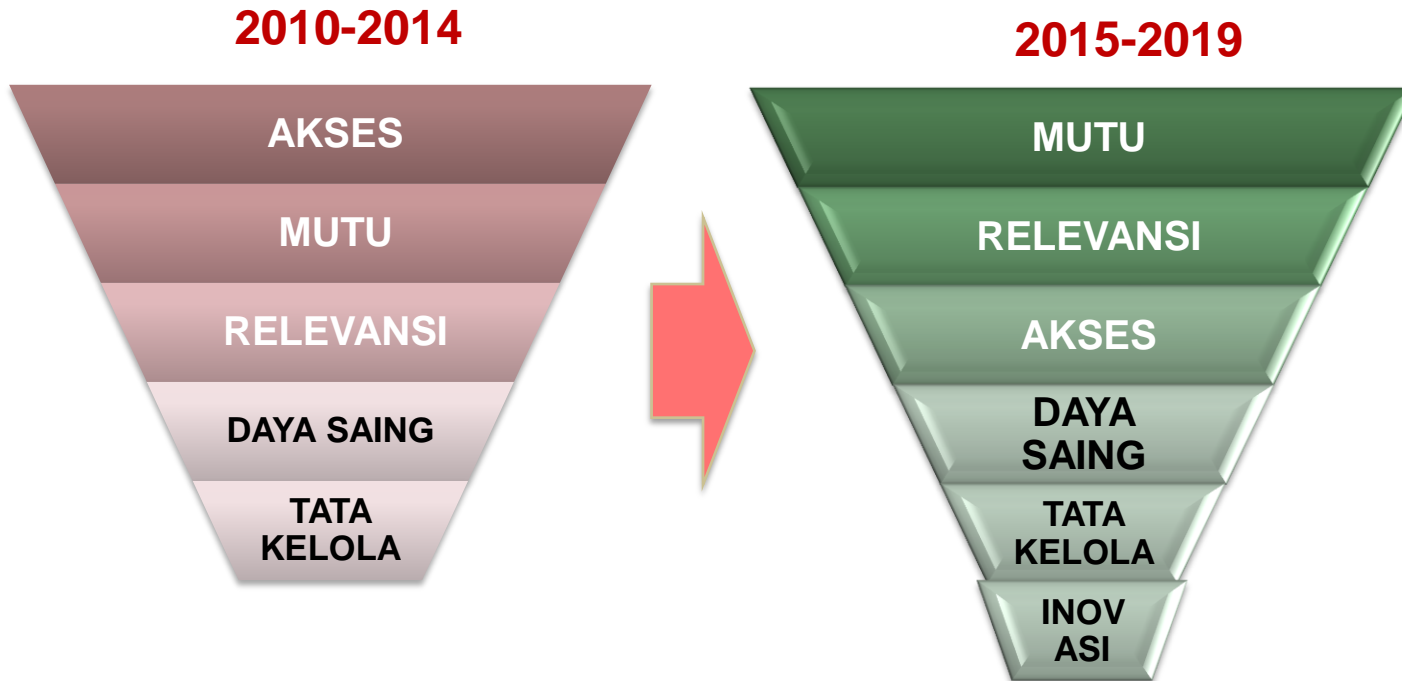 2010-2014
AKSES
MUTU
RELEVANSI
DAYA SAING
TATA
KELOLA
2015-2019
MUTU
RELEVANSI
AKSES
DAYA
SAING
TATA
KELOLA
INOV
ASI